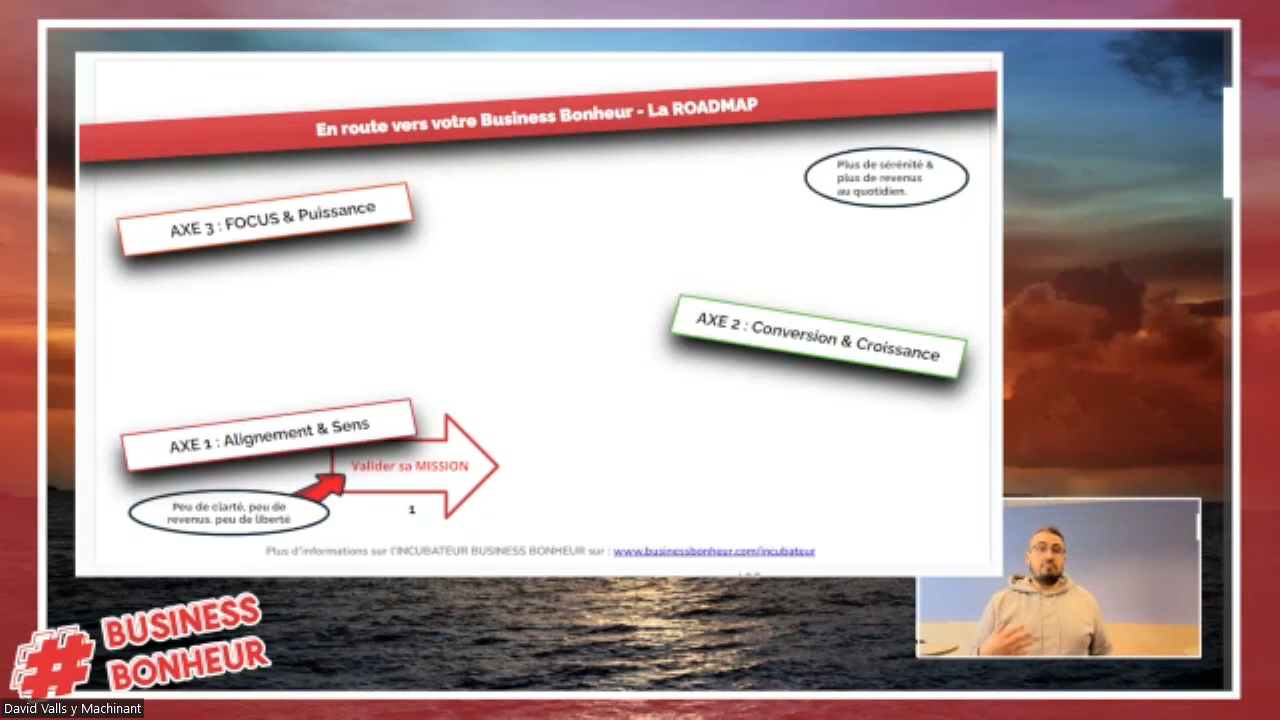 En route vers votre Business Bonheur - La ROADMAP
Plus de sérénité &
plus de revenus
au quotidien.
AXE 3 : FOCUS & Puissance
AXE 2 : Conversion & Croissance
AXE 1 : Alignement & Sens
Valider sa MISSION
Peu de clarté, peu de
revenus, peu de liberté
1
Plus d'informations sur l'INCUBATEUR BUSINESS BONHEUR sur : www.businessbonheur.com/incubateur
# BUSINESS
BONHEUR
David Valls y Machinant